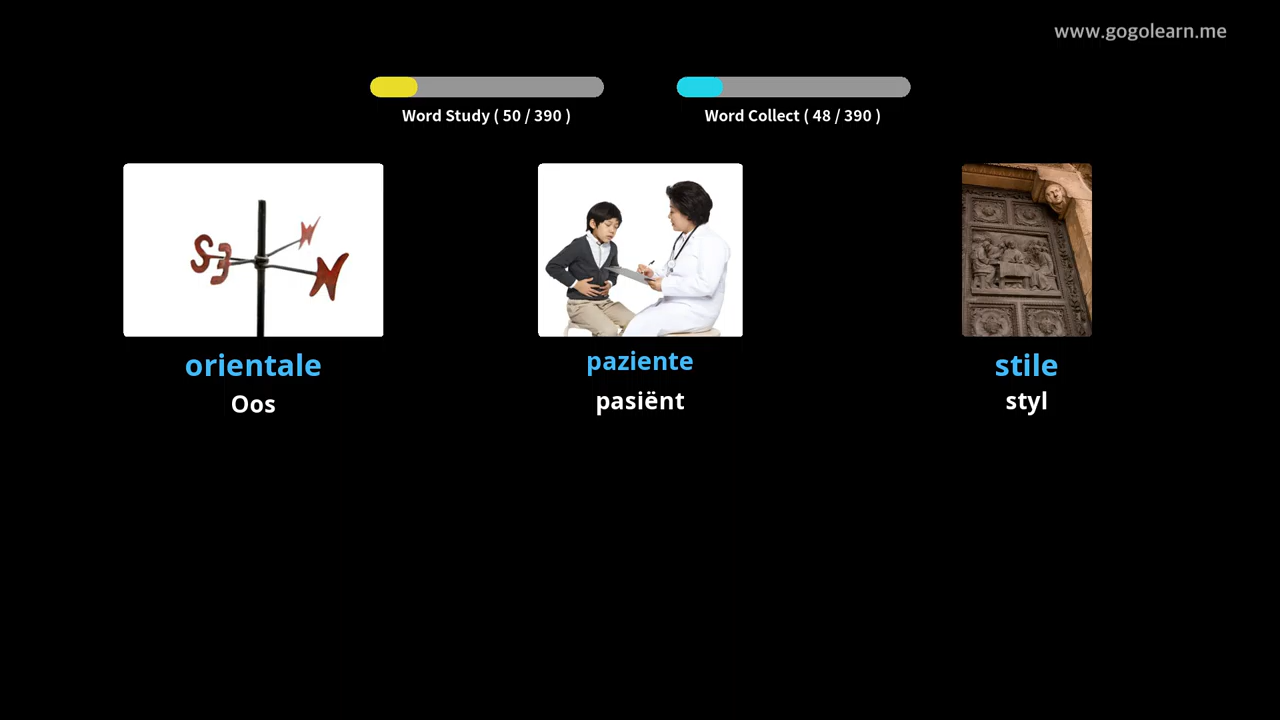 www.gogolearn.me
Word Study ( 50 / 390 )
Word Collect ( 48 / 390 )
S E N N
orientale
paziente
stile
Oos
pasiënt
styl